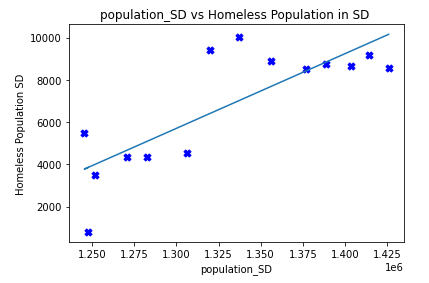 population_SD vs Homeless Population in SD
Homeless Population SD
10000
8000
6000
4000
2000
1.250 1.275 1.300 1.325 1.350 1.375 1.400 1.425
1e6
population_SD